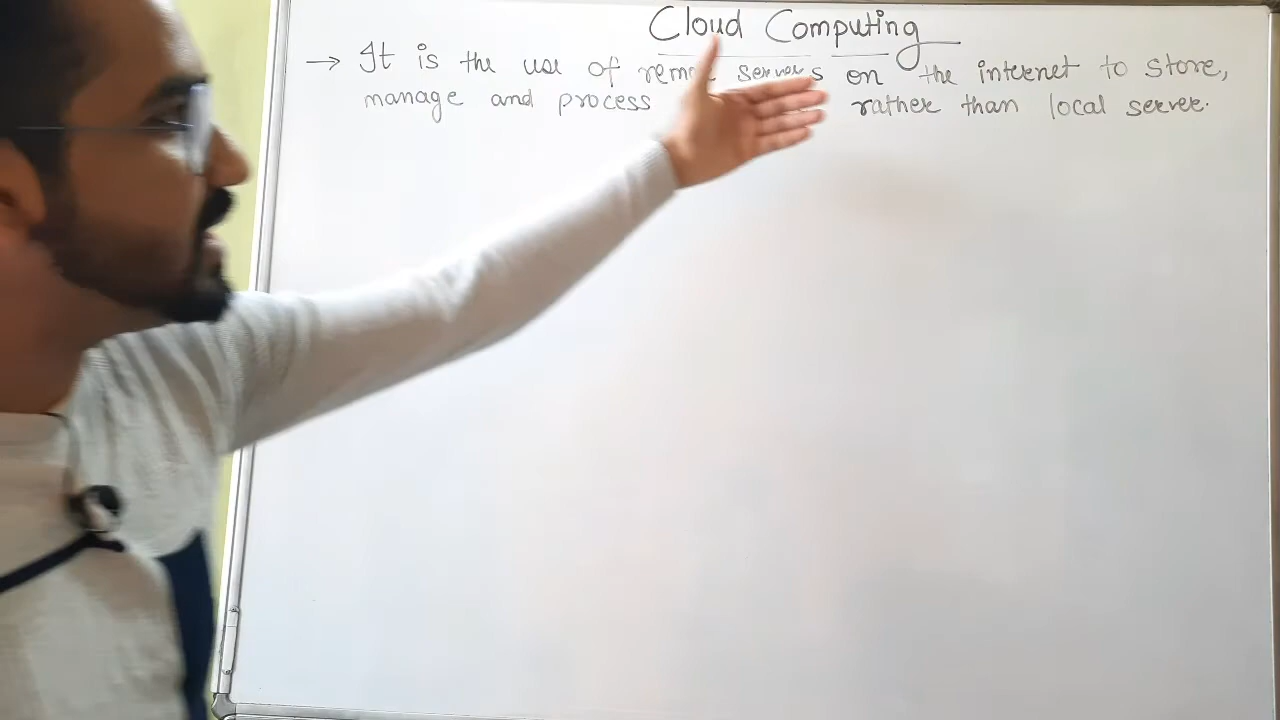 Cloud Computing
→ It is the use of servers on the internet to store,
manage and process rather than local server.